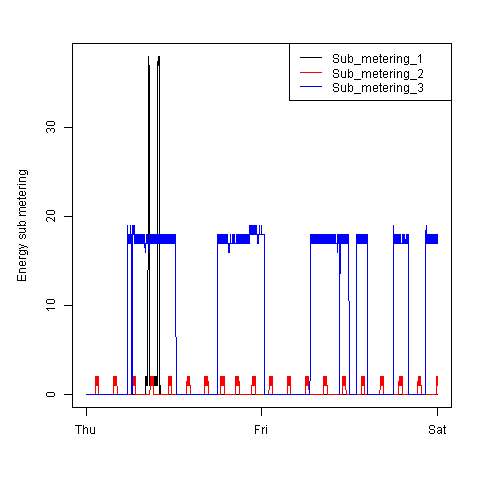 Sub_metering_1
Sub_metering_2
Sub_metering_3
Energy sub metering
30
20
10
0
Thu Fri Sat